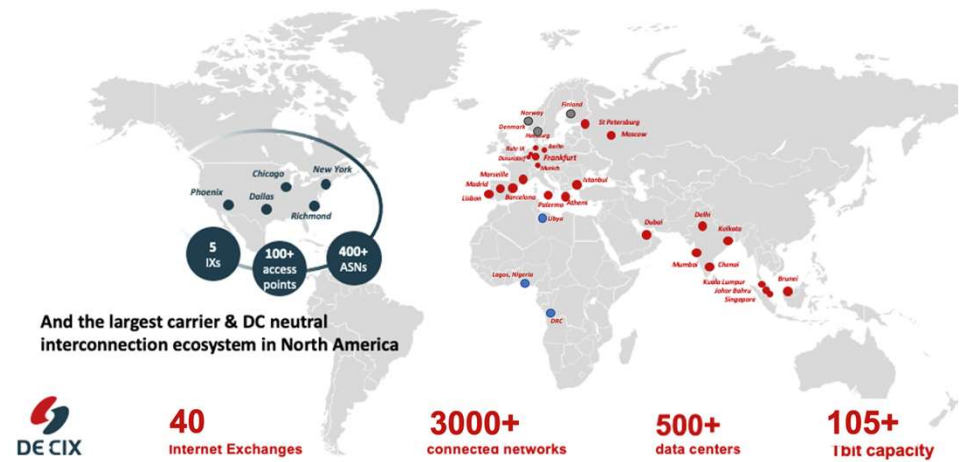 Norway
Finland
Denmark
Hamburg
St Petersburg
Moscow
Ruhr IX
Berlin
Düsseldorf
Frankfurt
Munich
Marseille
Madrid
Lisbon
Barcelona
Istanbul
Palermo
Athens
Libya
Chicago
New York
Phoenix
Dallas
Richmond
5
IXs
100+
access
points
400+
ASNs
Dubai
Delhi
Kolkata
Mumbai
Chenai
Kuala Lumpur
Johor Bahru
Singapore
Brunei
Lagos, Nigeria
DRC
And the largest carrier & DC neutral
interconnection ecosystem in North America
DE CIX
40
Internet Exchanges
3000+
connected networks
500+
data centers
105+
Tbit capacity